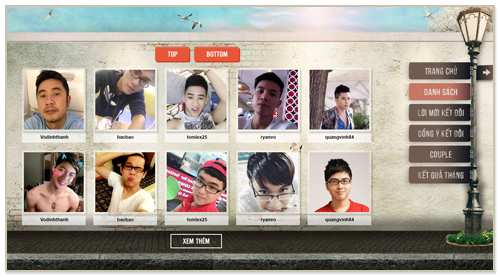 TOP
BOTTOM
Vodinhthanh
baobao
tomlex25
ryanvo
quangvinh84
Vodinhthanh
baobao
tomlex25
ryanvo
quangvinh84
XEM THÊM
TRANG CHỦ
DANH SÁCH
LỜI MỜI KẾT ĐÔI
ĐỒNG Ý KẾT ĐÔI
COUPLE
KẾT QUẢ THÁNG